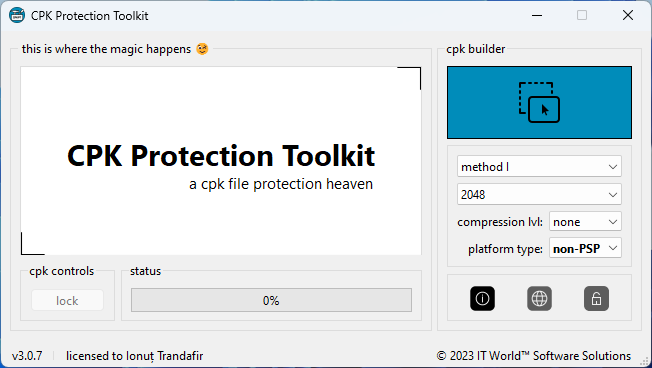 CPK Protection Toolkit
this is where the magic happens 😉
cpk builder
CPK Protection Toolkit
a cpk file protection heaven
method I
2048
compression lvl: none
platform type: non-PSP
cpk controls
lock
status
0%
v3.0.7
licensed to Ionuț Trandafir
© 2023 IT World™ Software Solutions